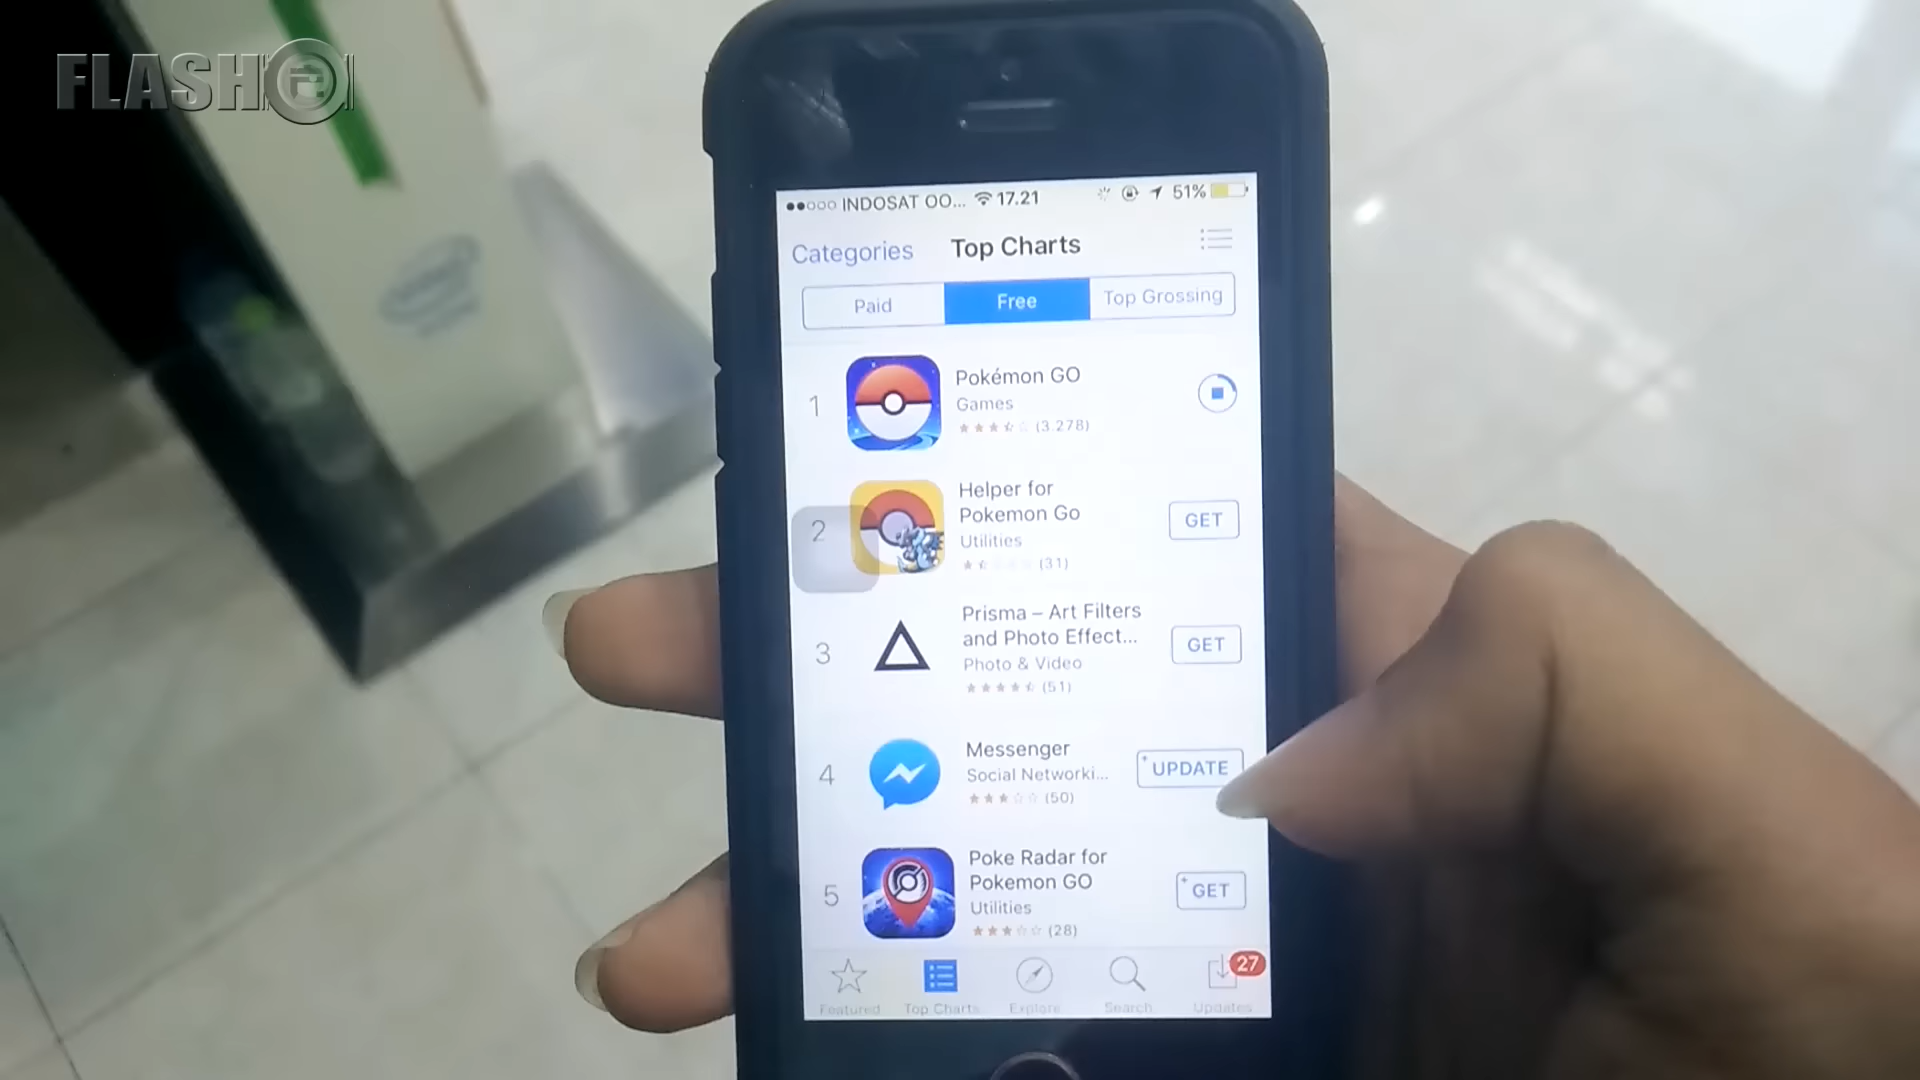 FLASH
INDOSAT OO... 17.21 51%
Categories Top Charts
Paid Free Top Grossing
1 Pokémon GO
Games
(3.278)
2 Helper for
Pokemon Go
GET
Utilities
(31)
3 Prisma – Art Filters
and Photo Effect...
GET
Photo & Video
(51)
4 Messenger
Social Networki...
UPDATE
(50)
5 Poke Radar for
Pokemon GO
GET
Utilities
(28)
27
Featured Top Charts Explore Search Updates